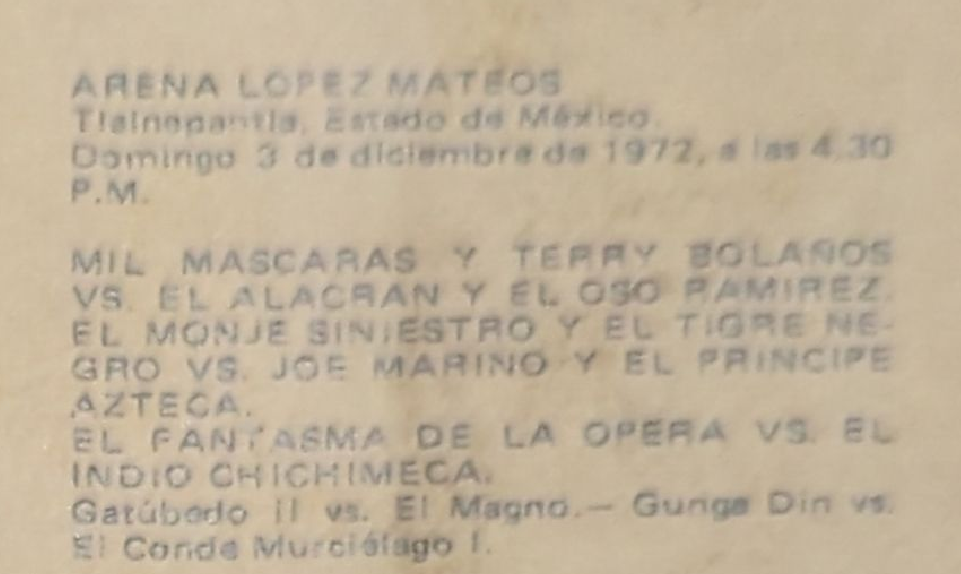 ARENA LOPEZ MATEOS
Tlalnepantla, Estado de México.
Domingo 3 de diciembre de 1972, a las 4.30
P.M.
MIL MASCARAS Y TERRY BOLAÑOS
VS. EL ALACRAN Y EL OSO RAMIREZ.
EL MONJE SINIESTRO Y EL TIGRE NE-
GRO VS. JOE MARINO Y EL PRINCIPE
AZTECA.
EL FANTASMA DE LA OPERA VS. EL
INDIO CHICHIMECA.
Gatúbedo II vs. El Magno.— Gunga Din vs.
El Conde Murciélago I.